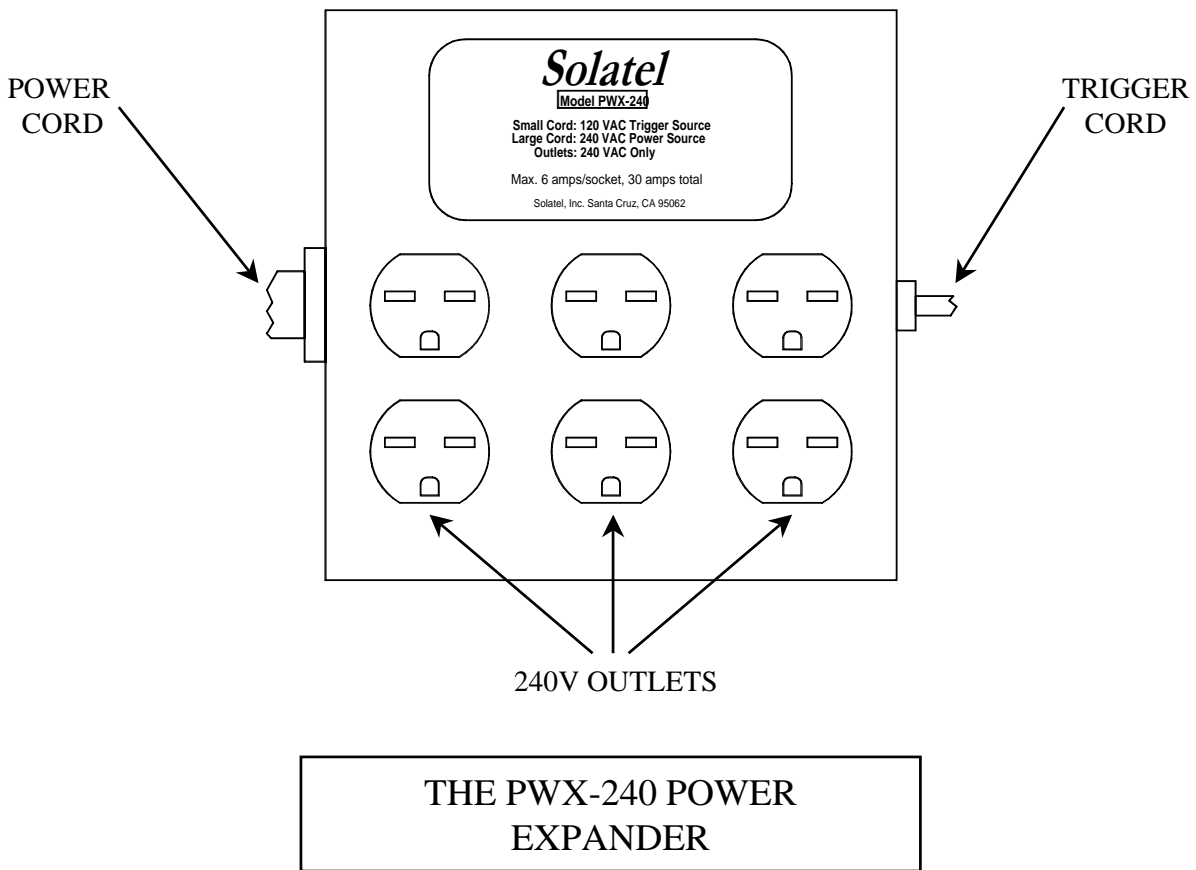 Solatel
Model PWX-240
Small Cord: 120 VAC Trigger Source
Large Cord: 240 VAC Power Source
Outlets: 240 VAC Only
Max. 6 amps/socket, 30 amps total
Solatel, Inc. Santa Cruz, CA 95062
POWER
CORD
TRIGGER
CORD
240V OUTLETS
THE PWX-240 POWER
EXPANDER